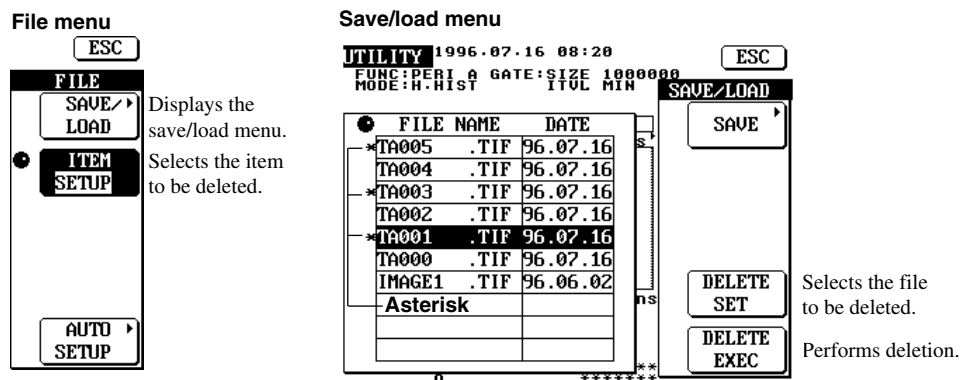 File menu
ESC
FILE
SAVE/
LOAD
Displays the
save/load menu.
ITEM
SETUP
Selects the item
to be deleted.
AUTO
SETUP
Save/load menu
UTILITY 1996.07.16 08:20
FUNC:PERI A GATE:SIZE 1000000
MODE:H.HIST ITVL MIN
FILE NAME DATE
*TA005 .TIF 96.07.16
TA004 .TIF 96.07.16
*TA003 .TIF 96.07.16
TA002 .TIF 96.07.16
*TA001 .TIF 96.07.16
TA000 .TIF 96.07.16
IMAGE1 .TIF 96.06.02
Asterisk
s
ns
**
0 *******
ESC
SAVE/LOAD
SAVE
DELETE
SET
Selects the file
to be deleted.
DELETE
EXEC
Performs deletion.